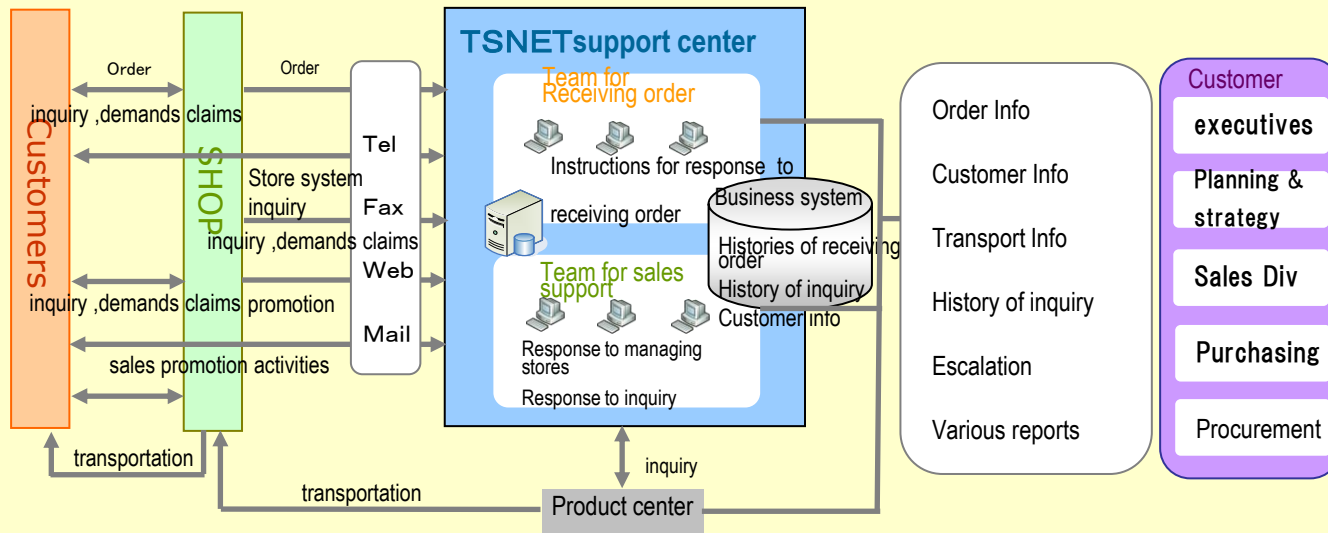 Customers
Order
inquiry ,demands claims
inquiry ,demands claims
sales promotion activities
transportation
SHOP
Order
Store system
inquiry
inquiry ,demands claims
promotion
transportation
Tel
Fax
Web
Mail
TSNETsupport center
Team for
Receiving order
Instructions for response to
receiving order
Team for sales
support
Response to managing
stores
Response to inquiry
Business system
Histories of receiving
order
History of inquiry
Customer info
inquiry
Product center
Order Info
Customer Info
Transport Info
History of inquiry
Escalation
Various reports
Customer
executives
Planning &
strategy
Sales Div
Purchasing
Procurement